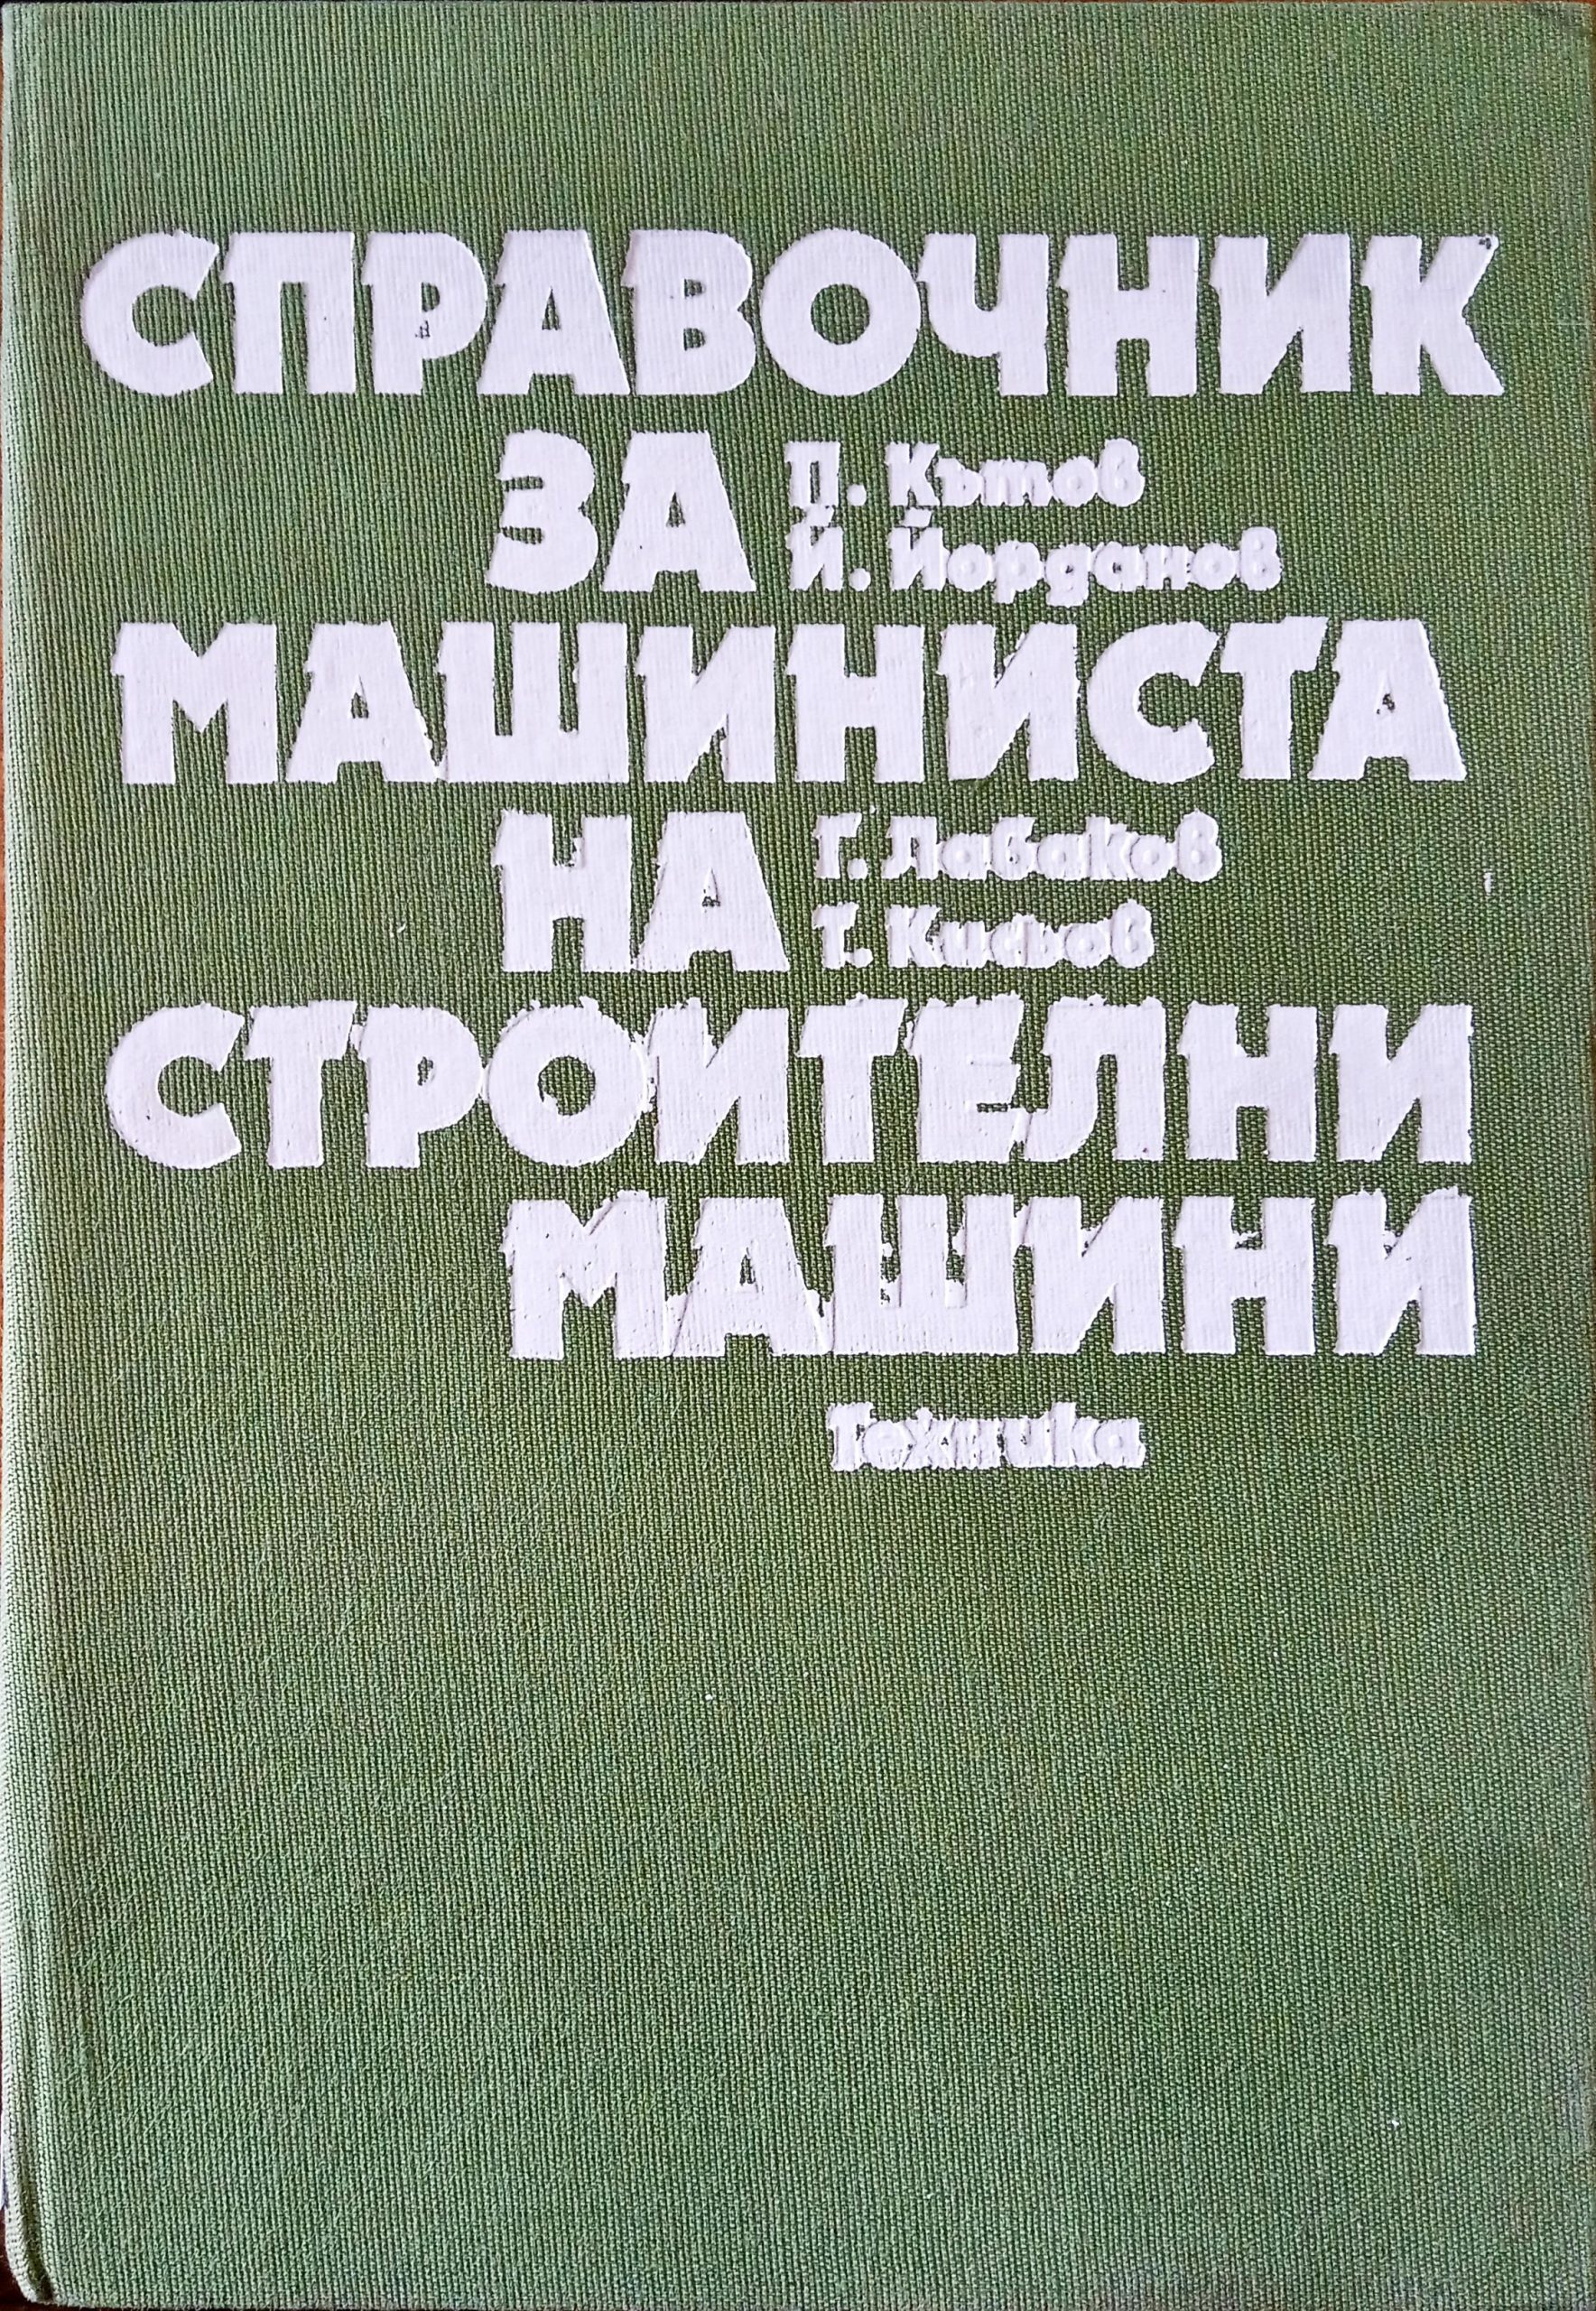 СПРАВОЧНИК
ЗА
П. Кътов
Й. Йорданов
МАШИНИСТА
НА
Г. Лабаков
Т. Кисьов
СТРОИТЕЛНИ
МАШИНИ
Техника